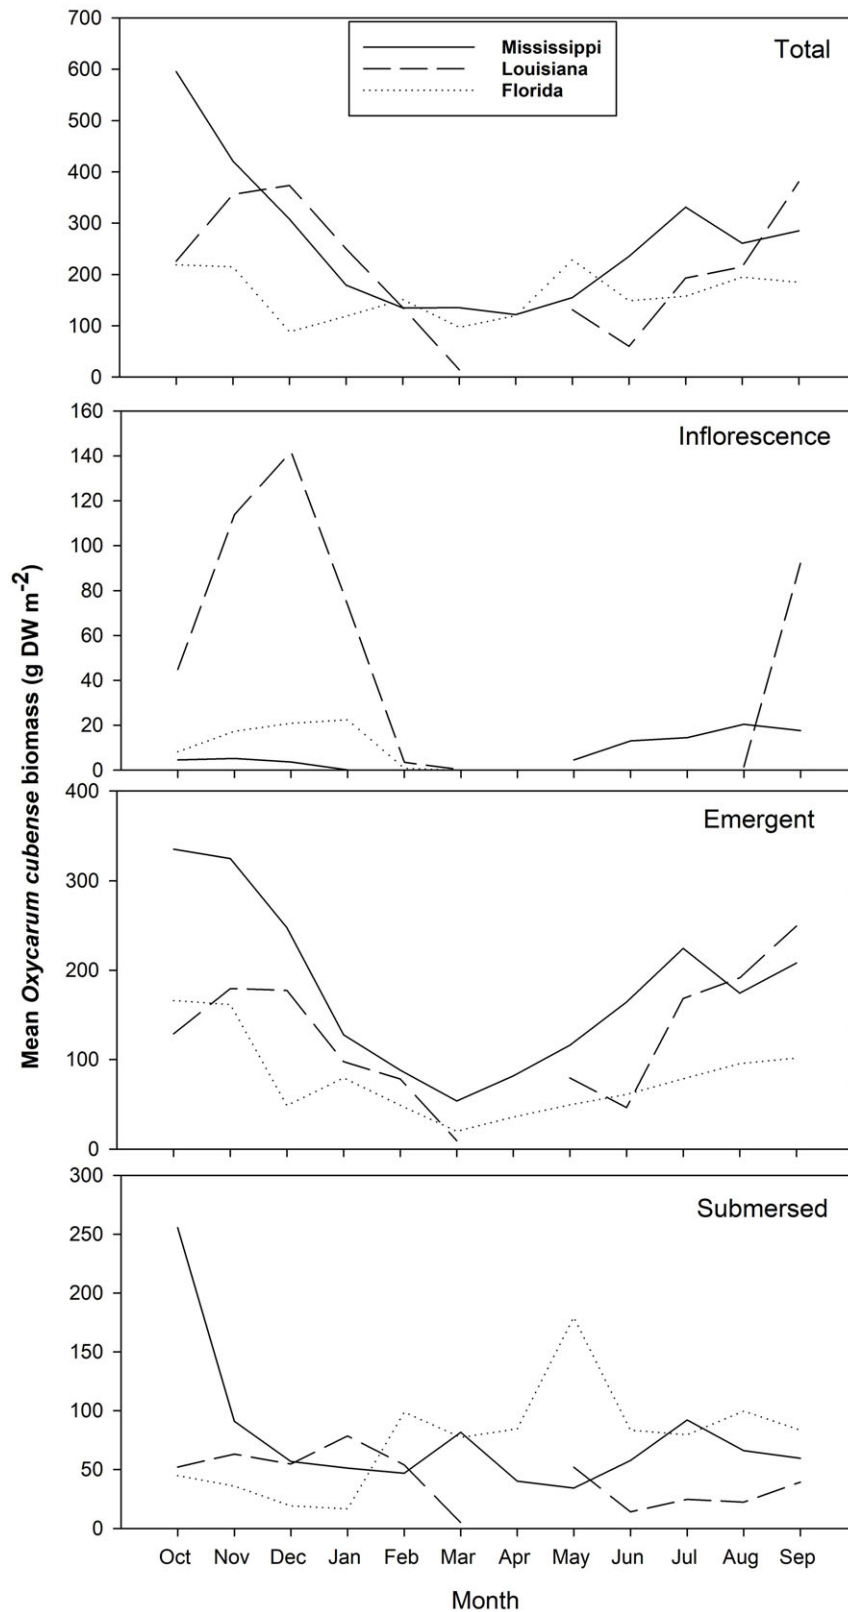 700
600
500
400
300
200
100
0
Mississippi
Louisiana
Florida
Total
160
140
120
100
80
60
40
20
0
Inflorescence
Mean Oxycarum cubense biomass (g DW m-2)
400
300
200
100
0
Emergent
300
250
200
150
100
50
0
Submersed
Oct Nov Dec Jan Feb Mar Apr May Jun Jul Aug Sep
Month